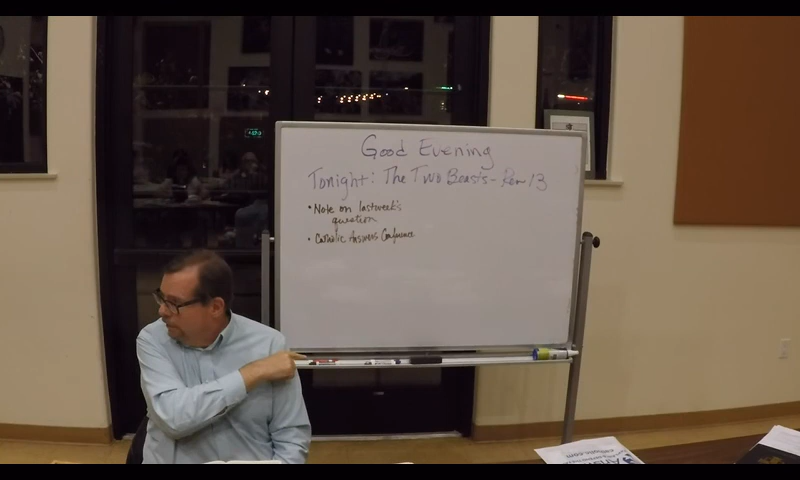 Good Evening
Tonight: The Two Beasts - Rev 13
• Note on last week's
question
• Catholic Answers Conference